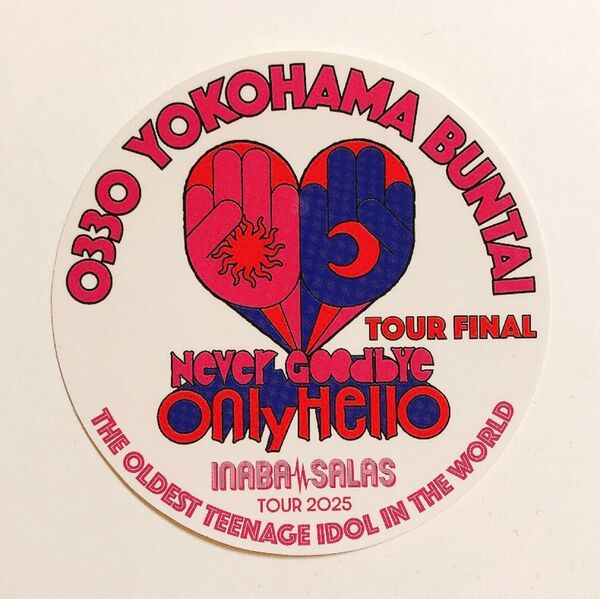 0330 YOKOHAMA BUNTAI
TOUR FINAL
Never Goodbye
Only Hello
INABA SALAS
TOUR 2025
THE OLDEST TEENAGE IDOL IN THE WORLD